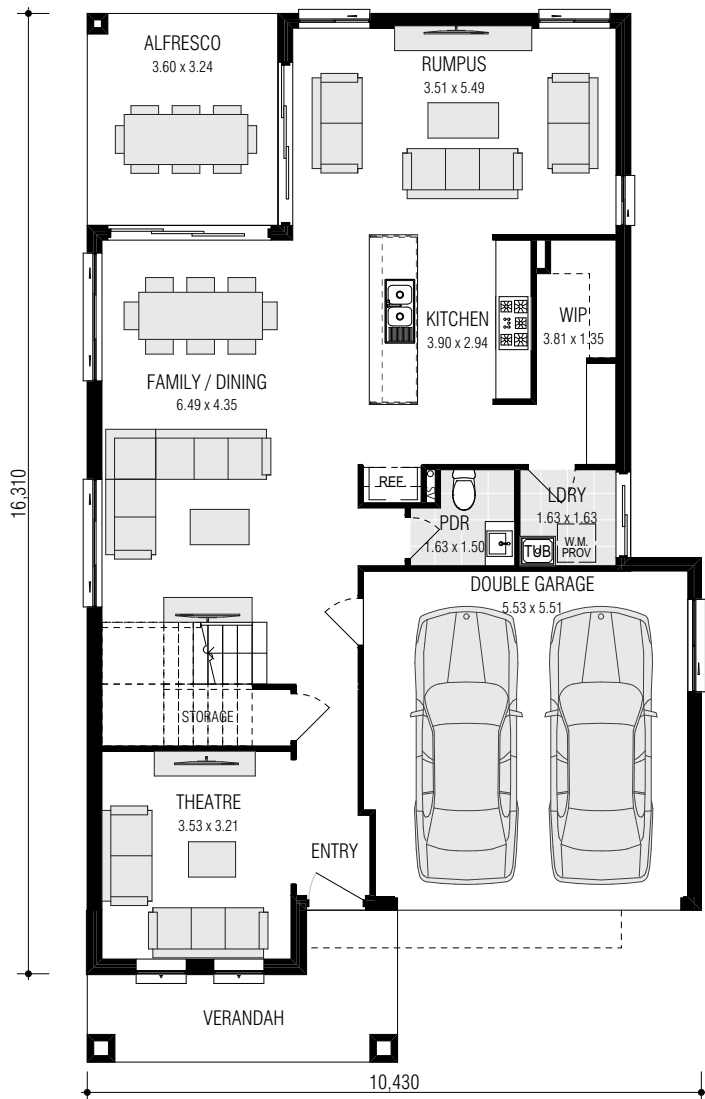 ALFRESCO
3.60 x 3.24
RUMPUS
3.51 x 5.49
KITCHEN
3.90 x 2.94
WIP
3.81 x 1.35
FAMILY / DINING
6.49 x 4.35
16,310
REF
PDR
1.63 x 1.50
LDRY
1.63 x 1.63
TUB
W.M.
PROV
DOUBLE GARAGE
5.53 x 5.51
STORAGE
THEATRE
3.53 x 3.21
ENTRY
VERANDAH
10,430